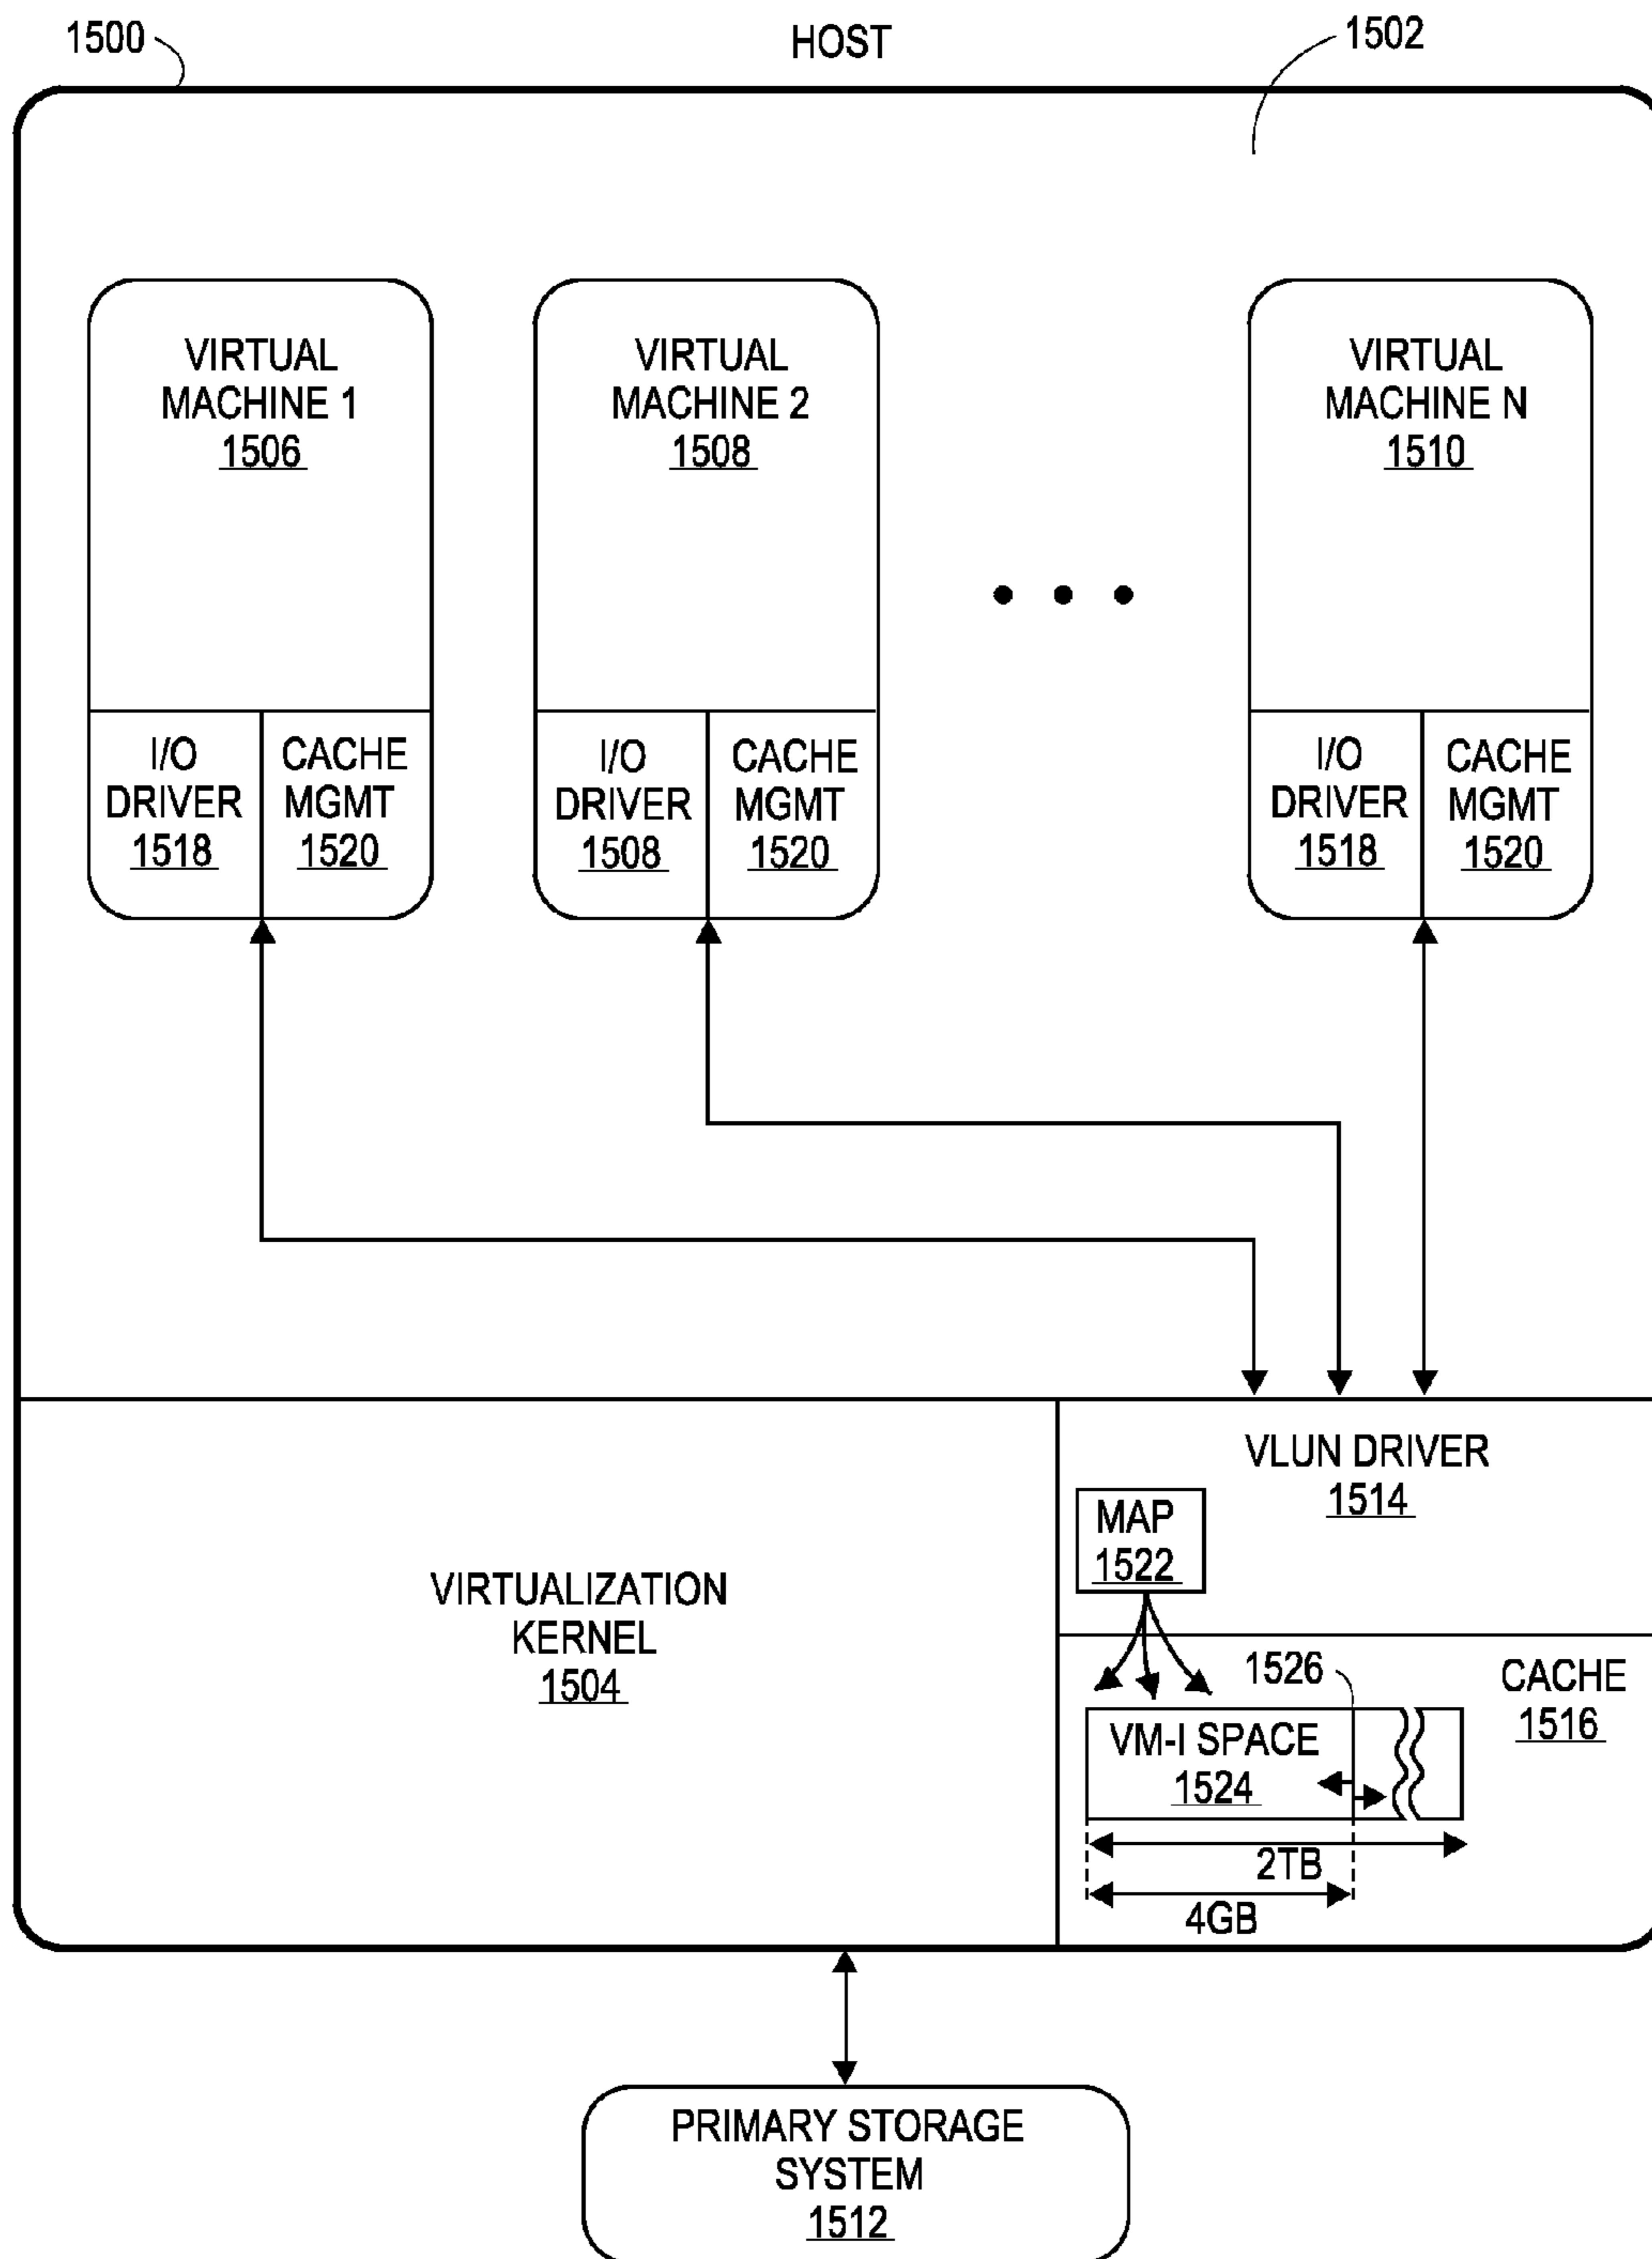 1500
HOST
1502
VIRTUAL
MACHINE 1
1506
VIRTUAL
MACHINE 2
1508
VIRTUAL
MACHINE N
1510
I/O
DRIVER
1518
CACHE
MGMT
1520
I/O
DRIVER
1508
CACHE
MGMT
1520
I/O
DRIVER
1518
CACHE
MGMT
1520
VIRTUALIZATION
KERNEL
1504
VLUN DRIVER
1514
MAP
1522
1526
CACHE
1516
VM-I SPACE
1524
2TB
4GB
PRIMARY STORAGE
SYSTEM
1512